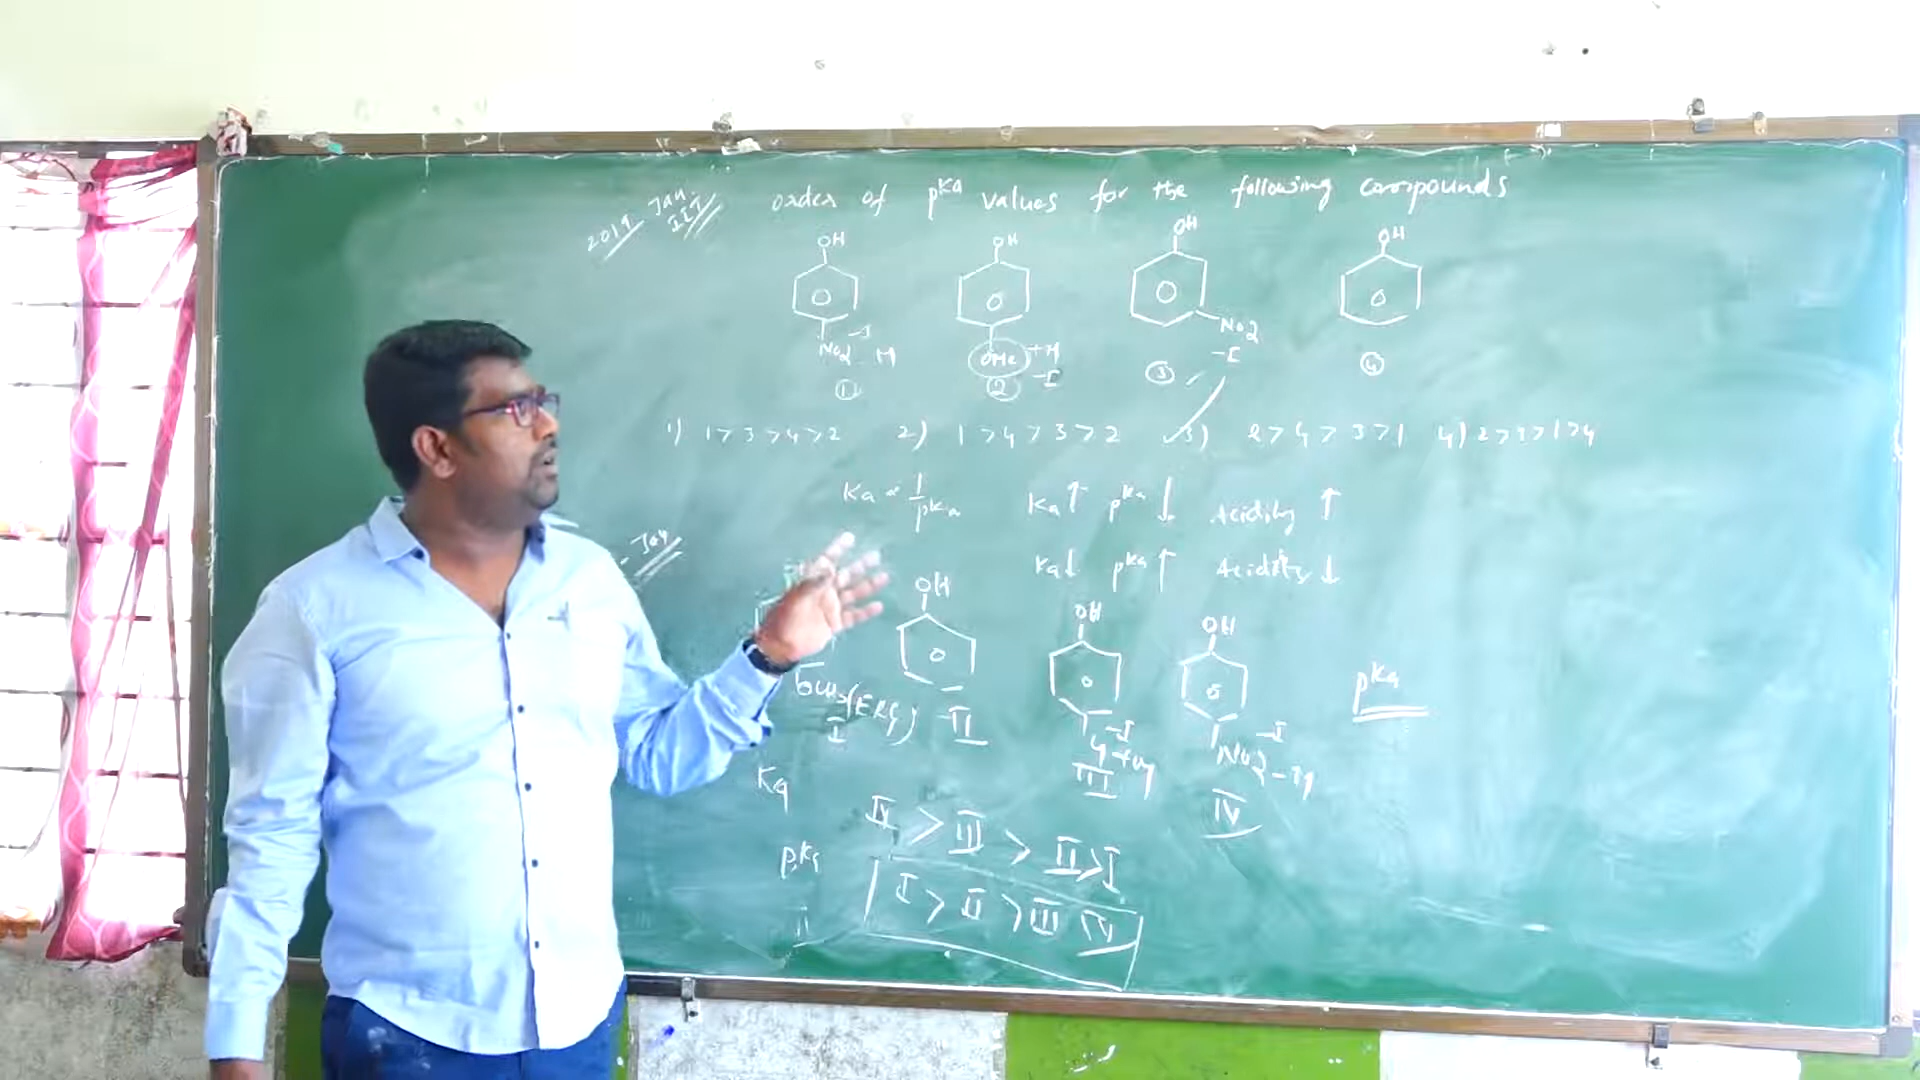 2019 Jan IIT
order of pKa values for the following compounds
OH OH OH OH
NO2 -I -M OMe +M -I NO2 -I
① ② ③ ④
1) 1 > 3 > 4 > 2 2) 1 > 4 > 3 > 2 ✓3) 2 > 4 > 3 > 1 4) 2 > 3 > 1 > 4
Ka ∝ 1/pKa Ka ↑ pKa ↓ Acidity ↑
Ka ↓ pKa ↑ Acidity ↓
Jan
OH OH OH
pKa
CH3 (ERG) -I NO2 -I
I II III IV
Ka IV > III > II > I
pKa I > II > III IV